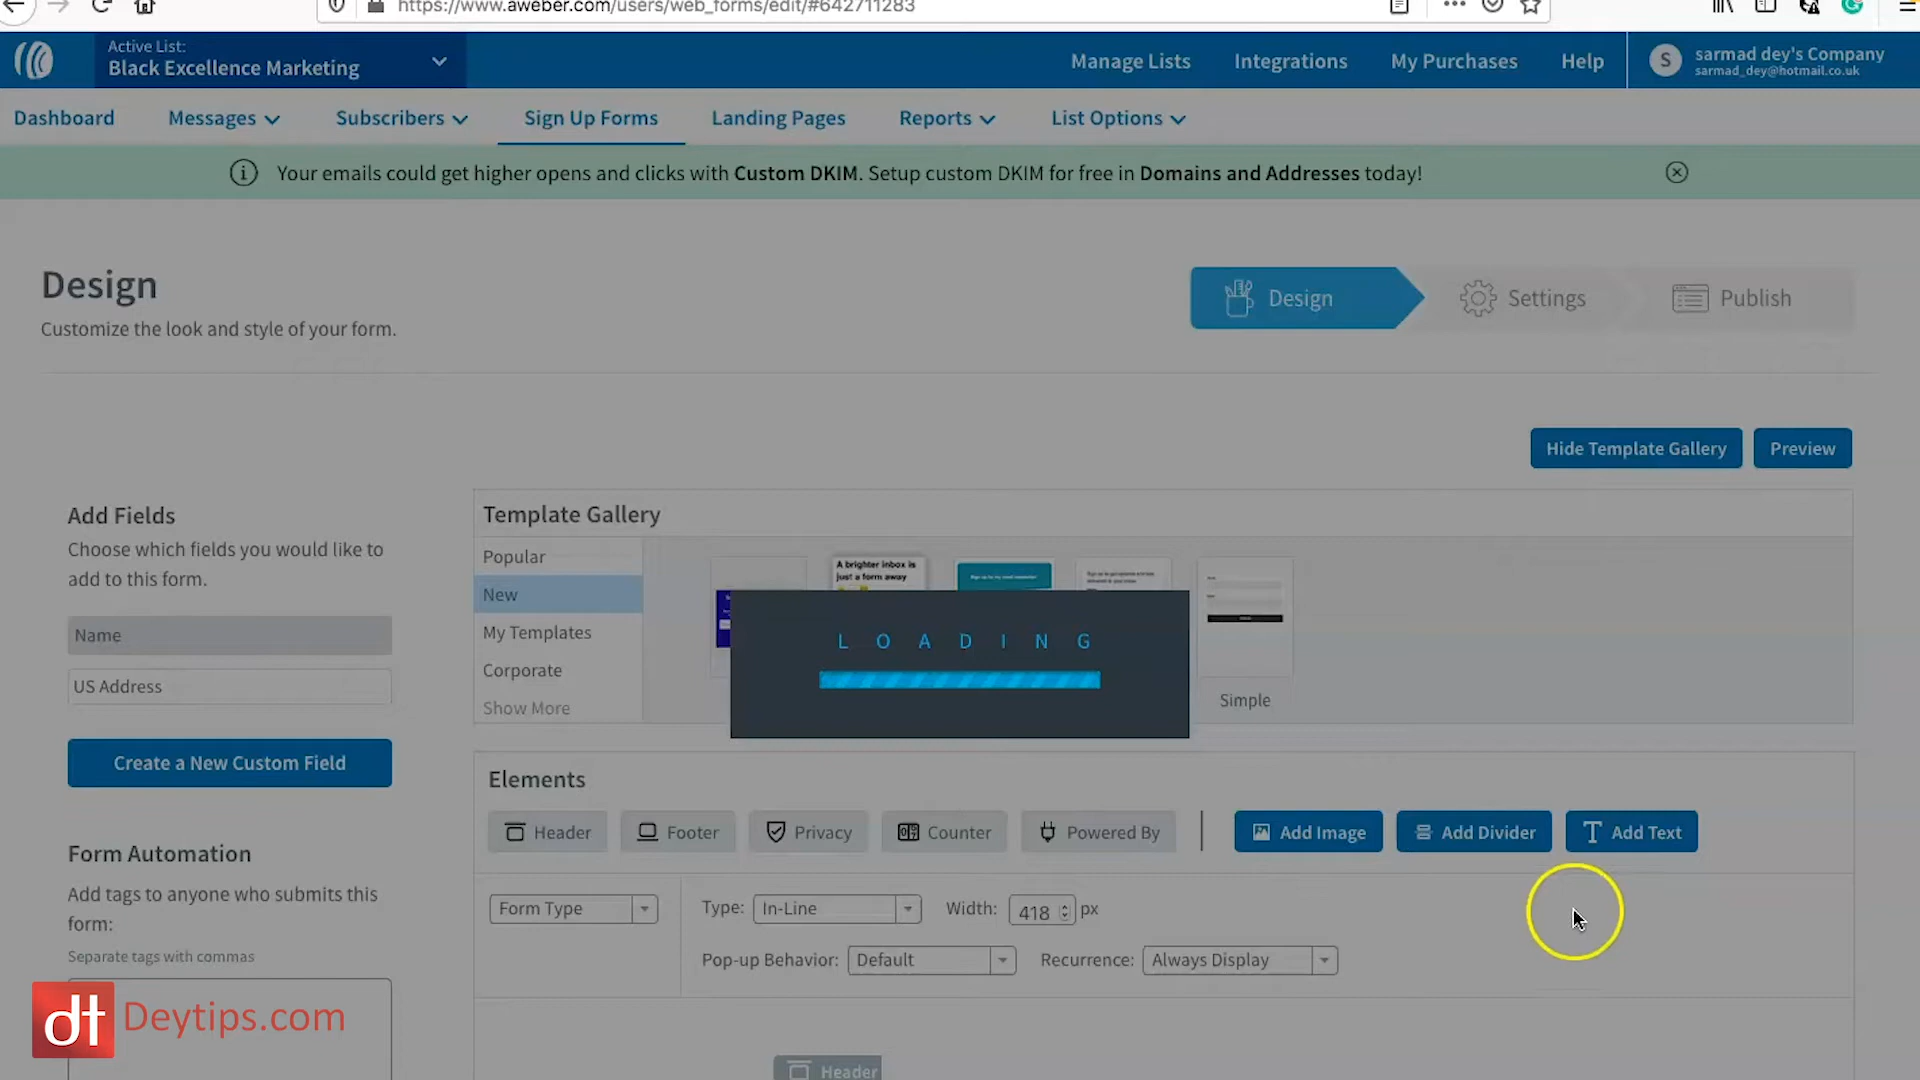 https://www.aweber.com/users/web_forms/edit/#642711283
Active List:
Black Excellence Marketing
Manage Lists
Integrations
My Purchases
Help
S
sarmad dey's Company
sarmad_dey@hotmail.co.uk
Dashboard
Messages
Subscribers
Sign Up Forms
Landing Pages
Reports
List Options
Your emails could get higher opens and clicks with Custom DKIM. Setup custom DKIM for free in Domains and Addresses today!
Design
Customize the look and style of your form.
Design
Settings
Publish
Hide Template Gallery
Preview
Add Fields
Choose which fields you would like to
add to this form.
Name
US Address
Create a New Custom Field
Form Automation
Add tags to anyone who submits this
form:
Separate tags with commas
Template Gallery
Popular
New
My Templates
Corporate
Show More
A brighter inbox is
just a form away
LOADING
Simple
Elements
Header
Footer
Privacy
Counter
Powered By
Add Image
Add Divider
Add Text
Form Type
Type:
In-Line
Width:
418
px
Pop-up Behavior:
Default
Recurrence:
Always Display
Header
dt
Deytips.com